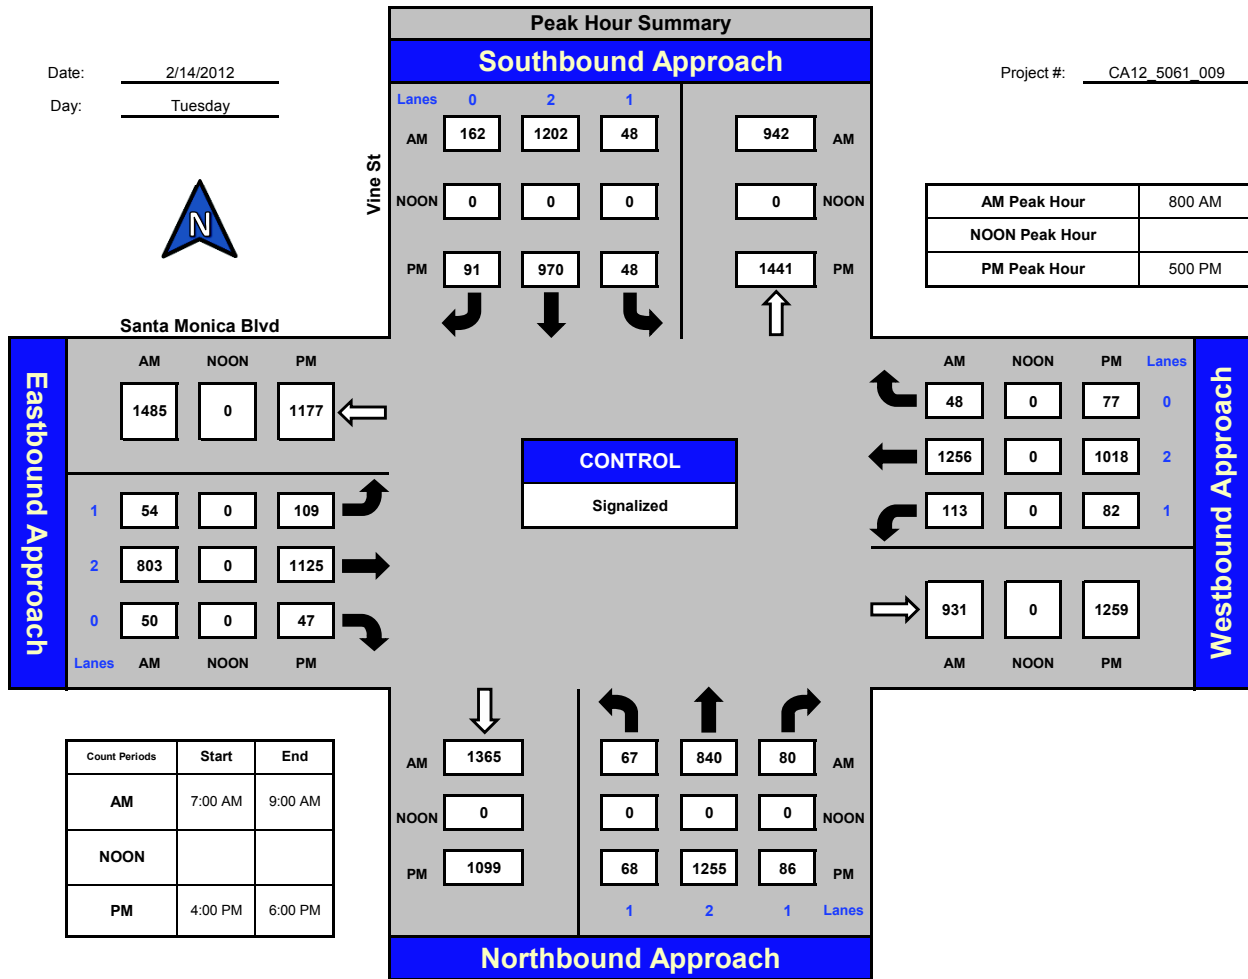 Peak Hour Summary
Southbound Approach
Date: 2/14/2012
Day: Tuesday
Project #: CA12_5061_009
N
Vine St
Lanes 0 2 1
AM 162 1202 48 942 AM
NOON 0 0 0 0 NOON
PM 91 970 48 1441 PM
AM Peak Hour 800 AM
NOON Peak Hour
PM Peak Hour 500 PM
Santa Monica Blvd
Eastbound Approach
AM NOON PM
1485 0 1177
1 54 0 109
2 803 0 1125
0 50 0 47
Lanes AM NOON PM
CONTROL
Signalized
AM NOON PM Lanes
48 0 77 0
1256 0 1018 2
113 0 82 1
931 0 1259
AM NOON PM
Westbound Approach
Count Periods Start End
AM 7:00 AM 9:00 AM
NOON
PM 4:00 PM 6:00 PM
AM 1365 67 840 80 AM
NOON 0 0 0 0 NOON
PM 1099 68 1255 86 PM
1 2 1 Lanes
Northbound Approach